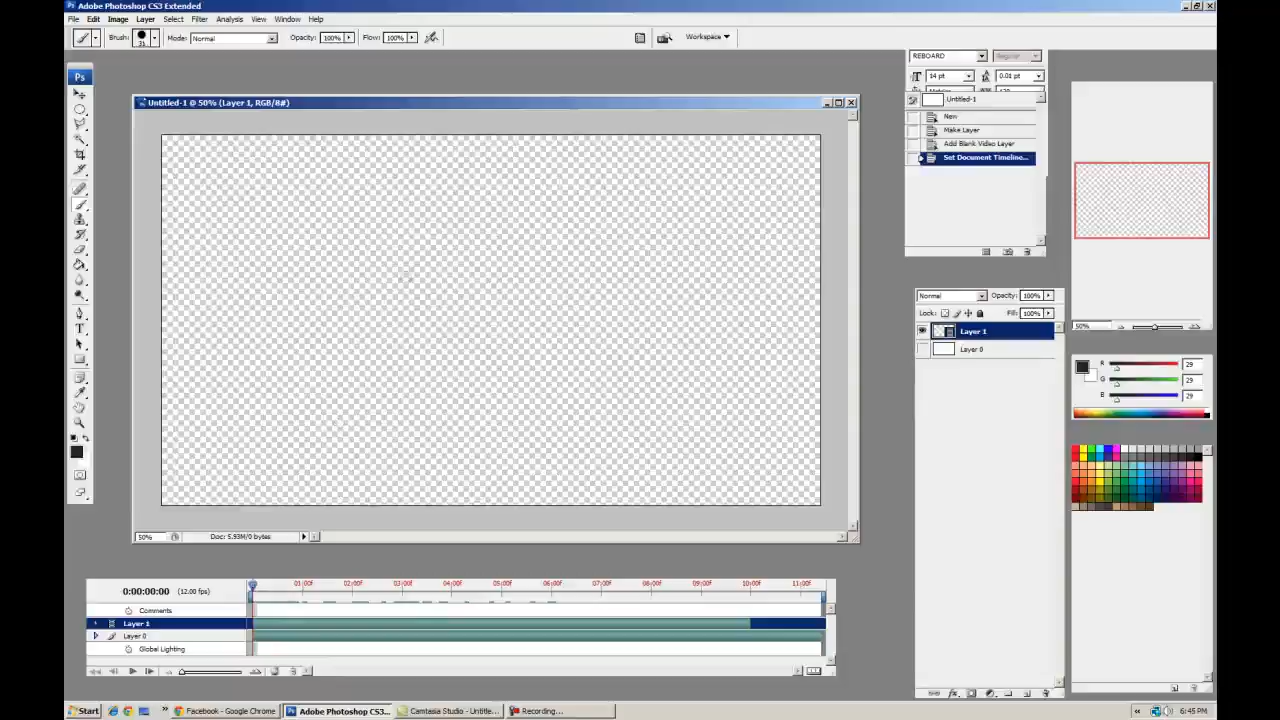 Adobe Photoshop CS3 Extended
File Edit Image Layer Select Filter Analysis View Window Help
Brush: 21 Mode: Normal Opacity: 100% Flow: 100% Workspace
REBOARD Regular
14 pt 0.01 pt
Untitled-1 @ 50% (Layer 1, RGB/8#)
Ps
Untitled-1
New
Make Layer
Add Blank Video Layer
Set Document Timeline...
Normal Opacity: 100%
Lock: Fill: 100%
Layer 1
Layer 0
50%
R 29
G 29
B 29
50% Doc: 5.93M/0 bytes
0:00:00:00 (12.00 fps) 01:00f 02:00f 03:00f 04:00f 05:00f 06:00f 07:00f 08:00f 09:00f 10:00f 11:00f
Comments
Layer 1
Layer 0
Global Lighting
Start Facebook - Google Chrome Adobe Photoshop CS3... Camtasia Studio - Untitle... Recording... 6:45 PM